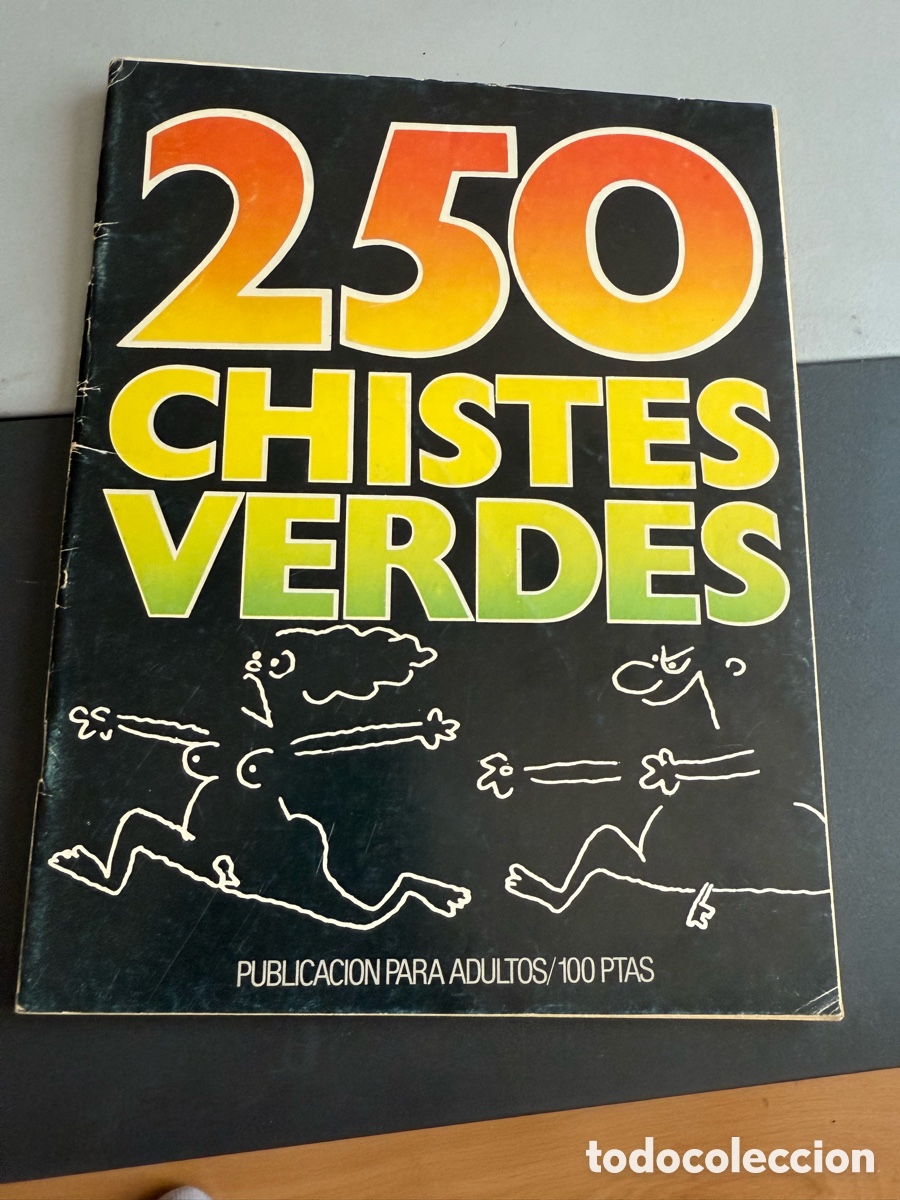 250
CHISTES
VERDES
PUBLICACION PARA ADULTOS/100 PTAS
todocoleccion